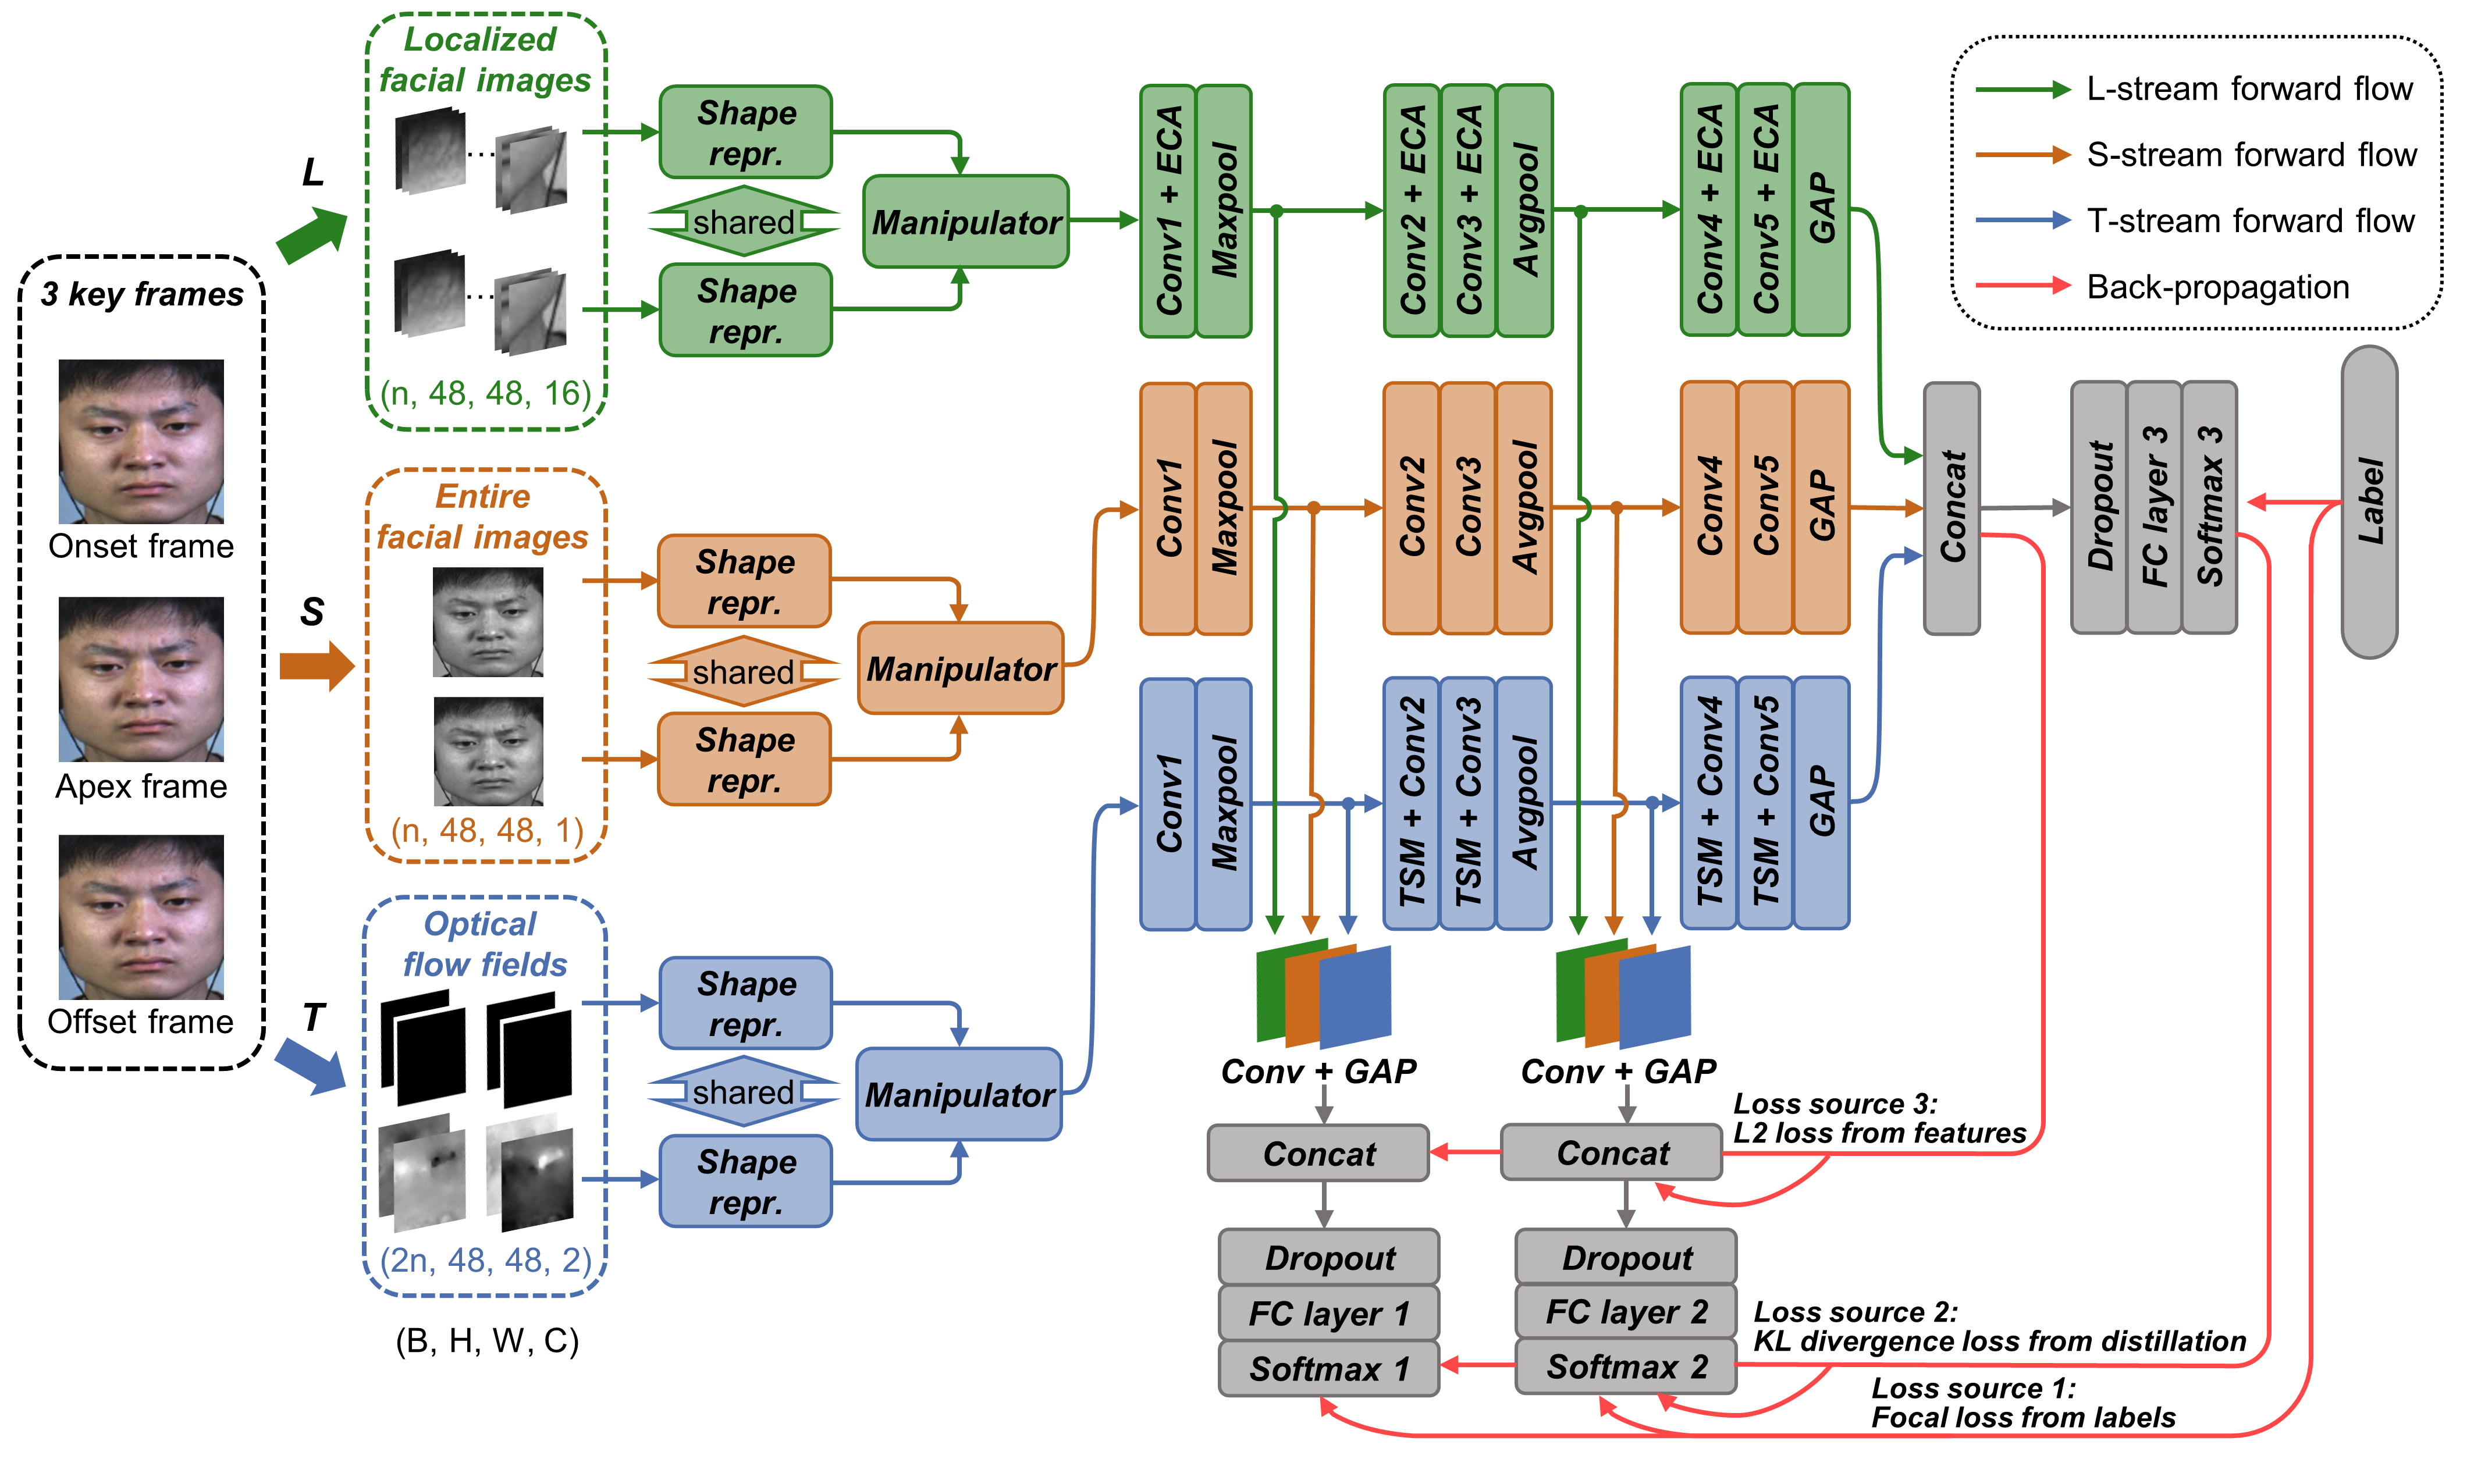 3 key frames
Onset frame
Apex frame
Offset frame
L
S
T
Localized
facial images
(n, 48, 48, 16)
Entire
facial images
(n, 48, 48, 1)
Optical
flow fields
(2n, 48, 48, 2)
(B, H, W, C)
Shape
repr.
shared
Shape
repr.
Manipulator
Shape
repr.
shared
Shape
repr.
Manipulator
Shape
repr.
shared
Shape
repr.
Manipulator
Conv1 + ECA
Maxpool
Conv2 + ECA
Conv3 + ECA
Avgpool
Conv4 + ECA
Conv5 + ECA
GAP
Conv1
Maxpool
Conv2
Conv3
Avgpool
Conv4
Conv5
GAP
Conv1
Maxpool
TSM + Conv2
TSM + Conv3
Avgpool
TSM + Conv4
TSM + Conv5
GAP
L-stream forward flow
S-stream forward flow
T-stream forward flow
Back-propagation
Concat
Dropout
FC layer 3
Softmax 3
Label
Conv + GAP
Concat
Dropout
FC layer 1
Softmax 1
Conv + GAP
Concat
Dropout
FC layer 2
Softmax 2
Loss source 3:
L2 loss from features
Loss source 2:
KL divergence loss from distillation
Loss source 1:
Focal loss from labels